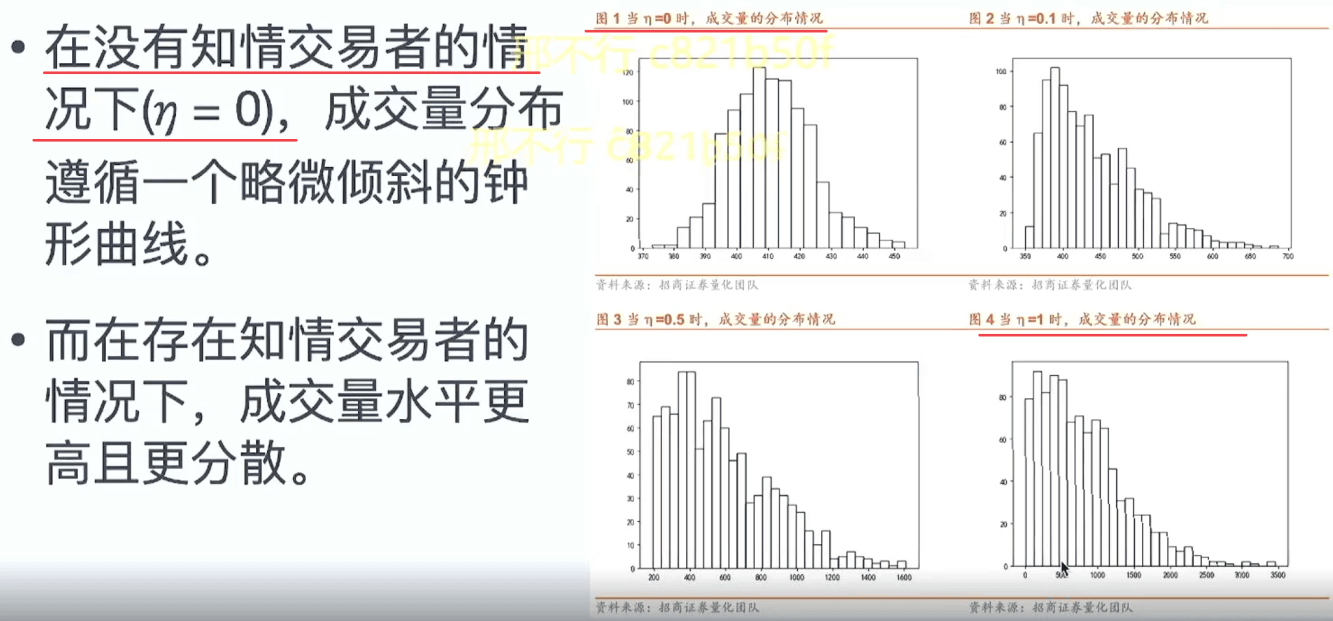 • 在没有知情交易者的情
况下(η = 0)，成交量分布
遵循一个略微倾斜的钟
形曲线。
• 而在存在知情交易者的
情况下，成交量水平更
高且更分散。
邢不行 c821b50f
邢不行 c821b50f
图 1 当 η=0 时，成交量的分布情况
120
100
80
60
40
20
0
370 380 390 400 410 420 430 440 450
资料来源：招商证券量化团队
图 2 当 η=0.1 时，成交量的分布情况
100
80
60
40
20
0
350 400 450 500 550 600 650 700
资料来源：招商证券量化团队
图 3 当 η=0.5 时，成交量的分布情况
80
70
60
50
40
30
20
10
0
200 400 600 800 1000 1200 1400 1600
资料来源：招商证券量化团队
图 4 当 η=1 时，成交量的分布情况
80
60
40
20
0
0 500 1000 1500 2000 2500 3000 3500
资料来源：招商证券量化团队